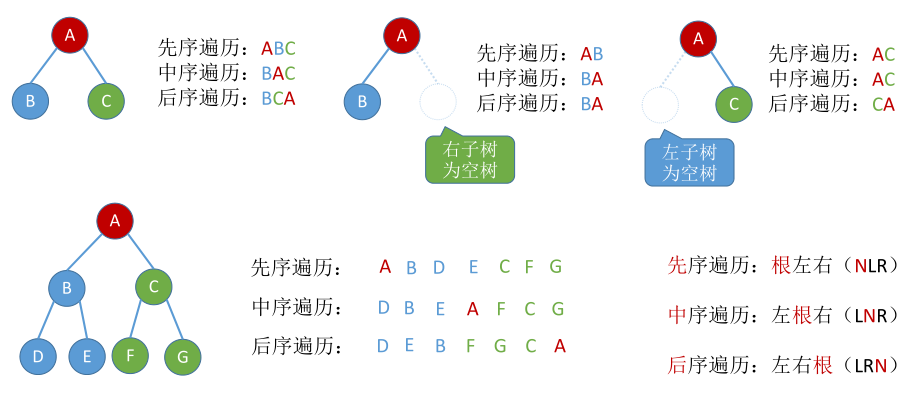 A
B
C
先序遍历：ABC
中序遍历：BAC
后序遍历：BCA
A
B
右子树
为空树
先序遍历：AB
中序遍历：BA
后序遍历：BA
A
C
左子树
为空树
先序遍历：AC
中序遍历：AC
后序遍历：CA
A
B
C
D
E
F
G
先序遍历： A B D E C F G
中序遍历： D B E A F C G
后序遍历： D E B F G C A
先序遍历：根左右（NLR）
中序遍历：左根右（LNR）
后序遍历：左右根（LRN）